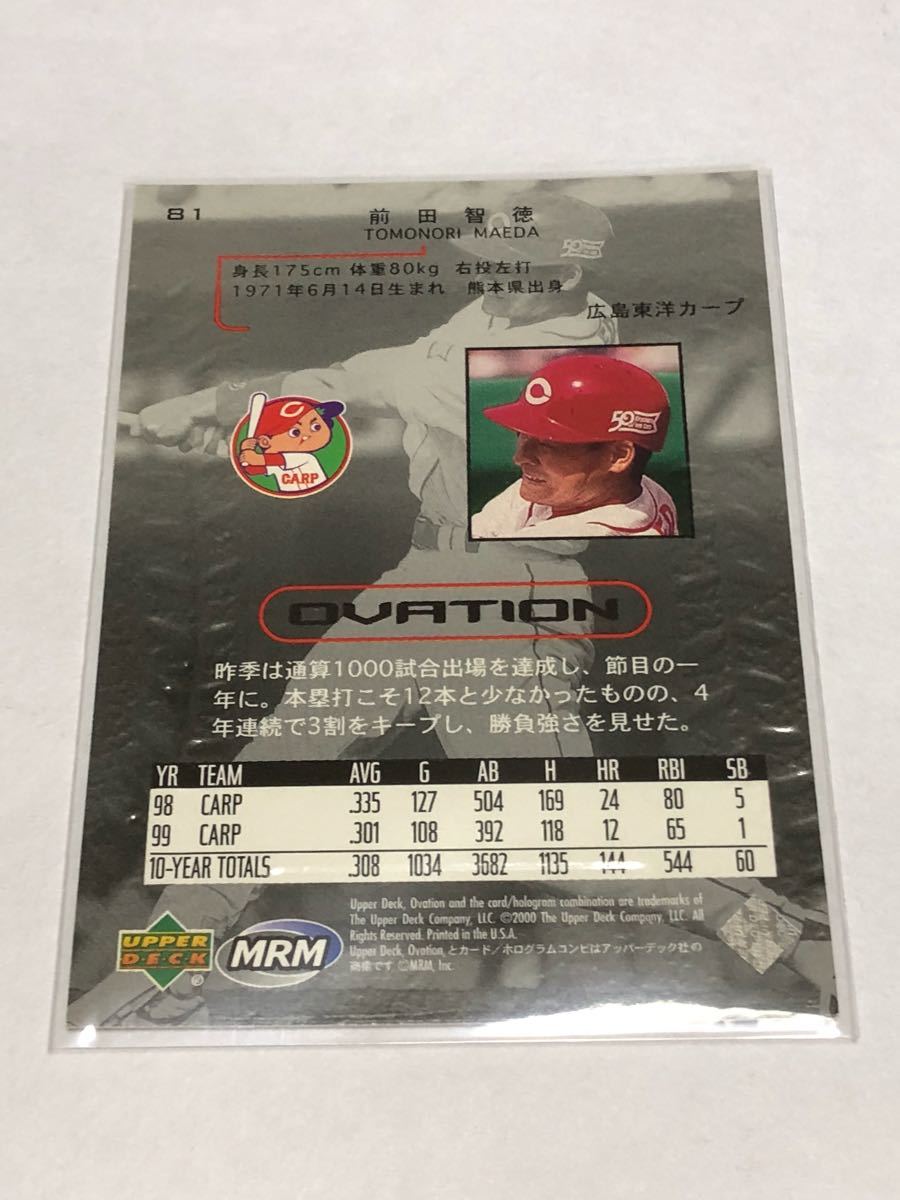 81
前田智徳
TOMONORI MAEDA
身長175cm 体重80kg 右投左打
1971年6月14日生まれ 熊本県出身
広島東洋カープ
C
50
C
CARP
OVATION
昨季は通算1000試合出場を達成し、節目の一
年に。本塁打こそ12本と少なかったものの、4
年連続で3割をキープし、勝負強さを見せた。
YR TEAM AVG G AB H HR RBI SB
98 CARP .335 127 504 169 24 80 5
99 CARP .301 108 392 118 12 65 1
10-YEAR TOTALS .308 1034 3682 1135 144 544 60
Upper Deck, Ovation and the card/hologram combination are trademarks of
The Upper Deck Company, LLC. ©2000 The Upper Deck Company, LLC. All
Rights Reserved. Printed in the U.S.A.
Upper Deck, Ovation とカード/ホログラムコンビはアッパーデック社の
商標です ©MRM, Inc.
UPPER
DECK
MRM